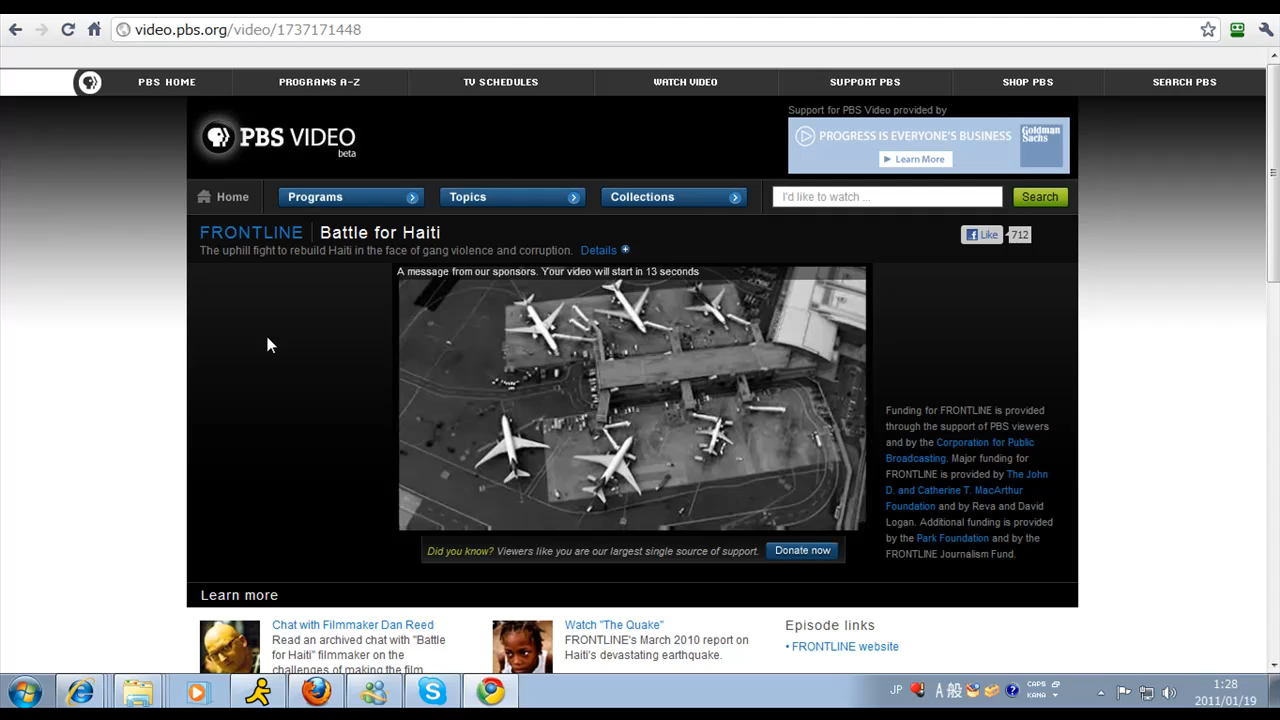 video.pbs.org/video/1737171448
PBS HOME
PROGRAMS A-Z
TV SCHEDULES
WATCH VIDEO
SUPPORT PBS
SHOP PBS
SEARCH PBS
PBS VIDEO
beta
Support for PBS Video provided by
PROGRESS IS EVERYONE'S BUSINESS
Learn More
Goldman
Sachs
Home
Programs
Topics
Collections
I'd like to watch ...
Search
FRONTLINE
Battle for Haiti
Like
712
The uphill fight to rebuild Haiti in the face of gang violence and corruption. Details
A message from our sponsors. Your video will start in 13 seconds
Funding for FRONTLINE is provided
through the support of PBS viewers
and by the Corporation for Public
Broadcasting. Major funding for
FRONTLINE is provided by The John
D. and Catherine T. MacArthur
Foundation and by Reva and David
Logan. Additional funding is provided
by the Park Foundation and by the
FRONTLINE Journalism Fund.
Did you know? Viewers like you are our largest single source of support.
Donate now
Learn more
Chat with Filmmaker Dan Reed
Read an archived chat with "Battle
for Haiti" filmmaker on the
challenges of making the film
Watch "The Quake"
FRONTLINE's March 2010 report on
Haiti's devastating earthquake.
Episode links
• FRONTLINE website
JP
A 般
CAPS
KANA
1:28
2011/01/19